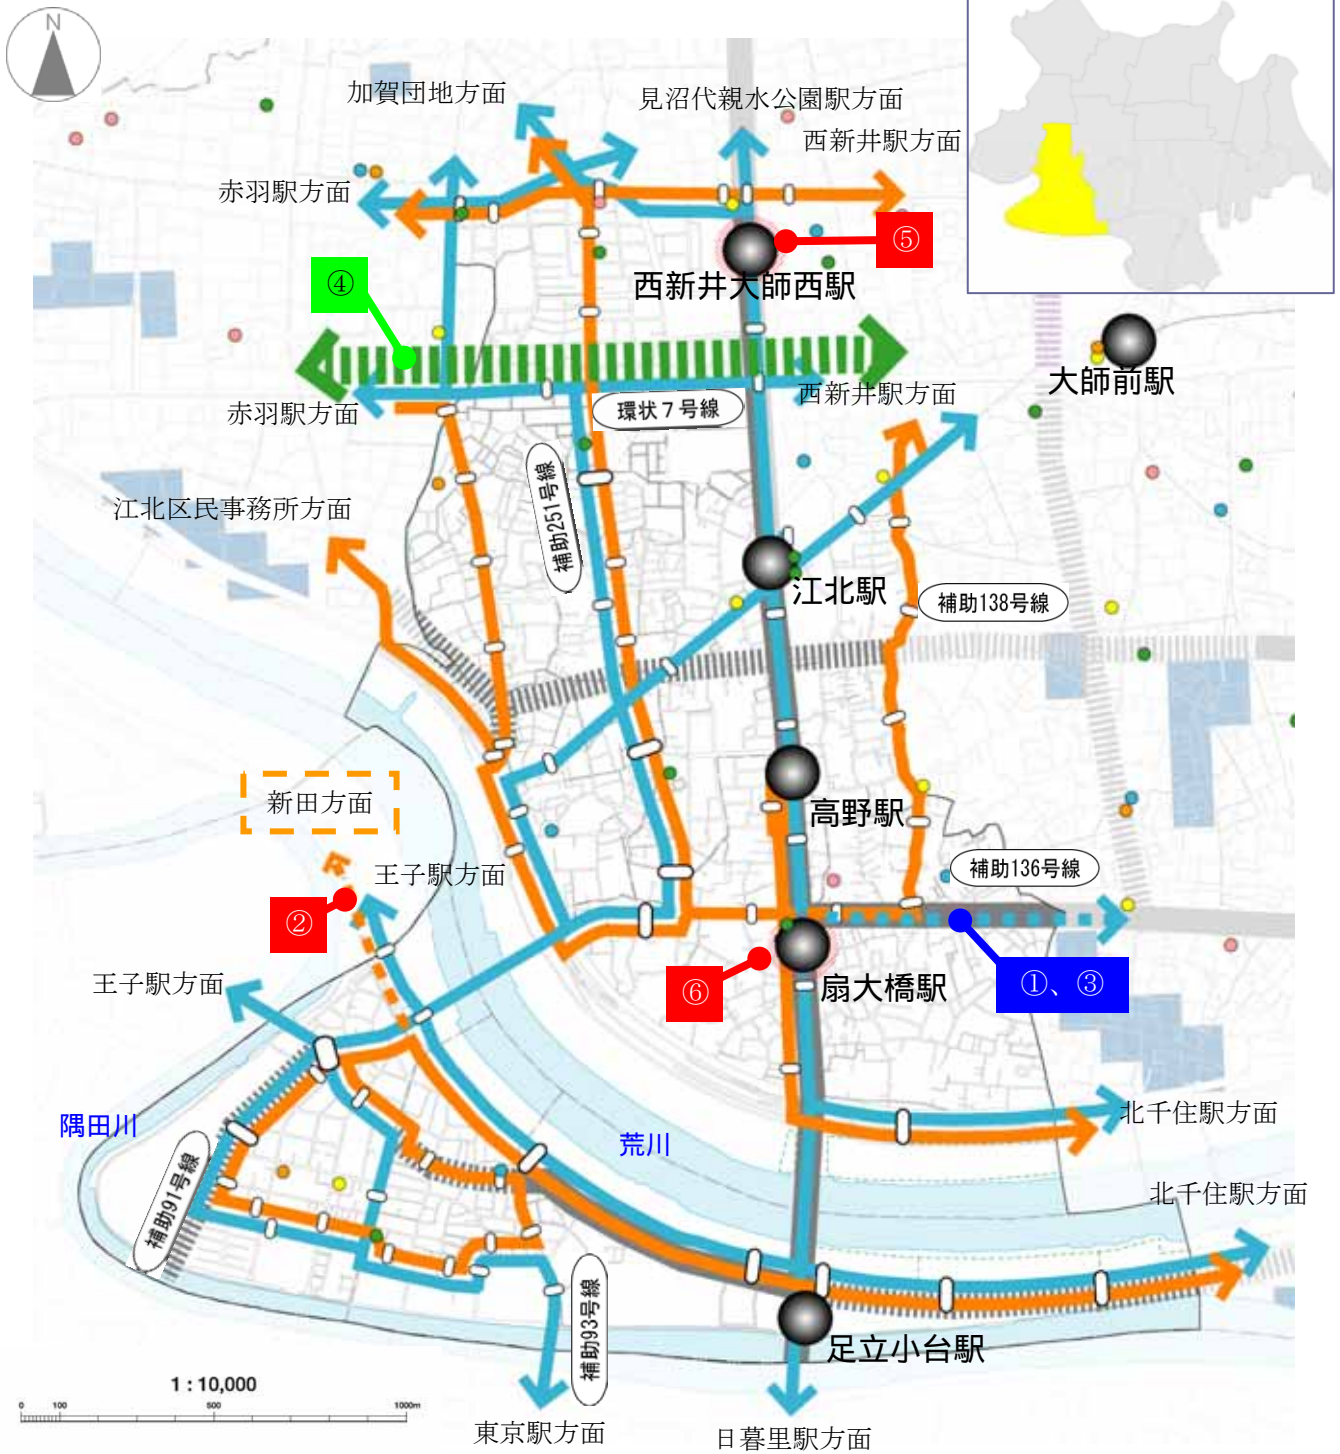 N
加賀団地方面
見沼代親水公園駅方面
西新井駅方面
赤羽駅方面
⑤
④
西新井大師西駅
大師前駅
赤羽駅方面
環状７号線
西新井駅方面
補助251号線
江北区民事務所方面
江北駅
補助138号線
新田方面
高野駅
王子駅方面
補助136号線
②
王子駅方面
⑥
扇大橋駅
①、③
隅田川
荒川
北千住駅方面
補助91号線
北千住駅方面
補助93号線
足立小台駅
1：10,000
0 100 500 1000m
東京駅方面
日暮里駅方面